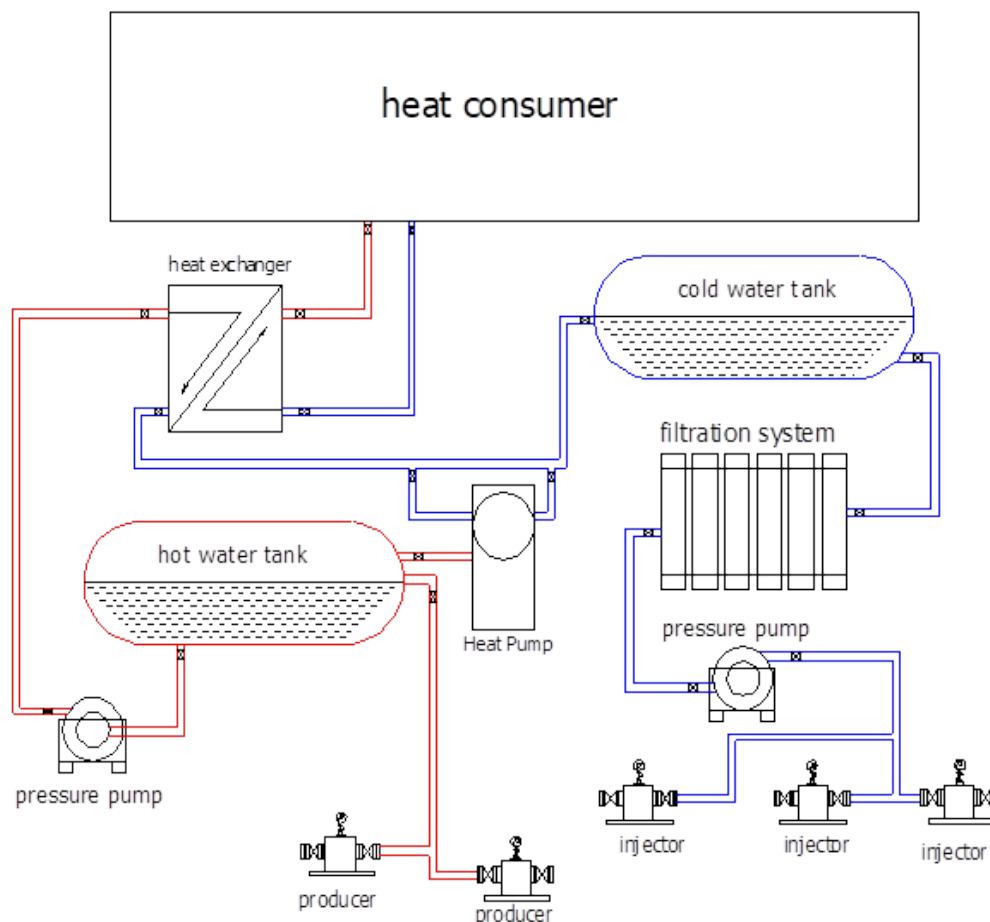 heat consumer
heat exchanger
cold water tank
filtration system
hot water tank
Heat Pump
pressure pump
pressure pump
injector
injector
injector
producer
producer